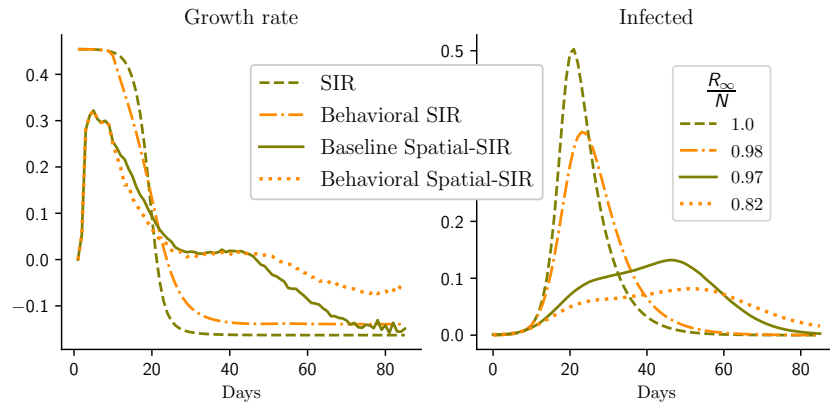 Growth rate
Infected
0.4
0.3
0.2
0.1
0.0
−0.1
0
20
40
60
80
Days
SIR
Behavioral SIR
Baseline Spatial-SIR
Behavioral Spatial-SIR
0.5
0.2
0.1
0.0
0
20
40
60
80
Days
R∞
N
1.0
0.98
0.97
0.82